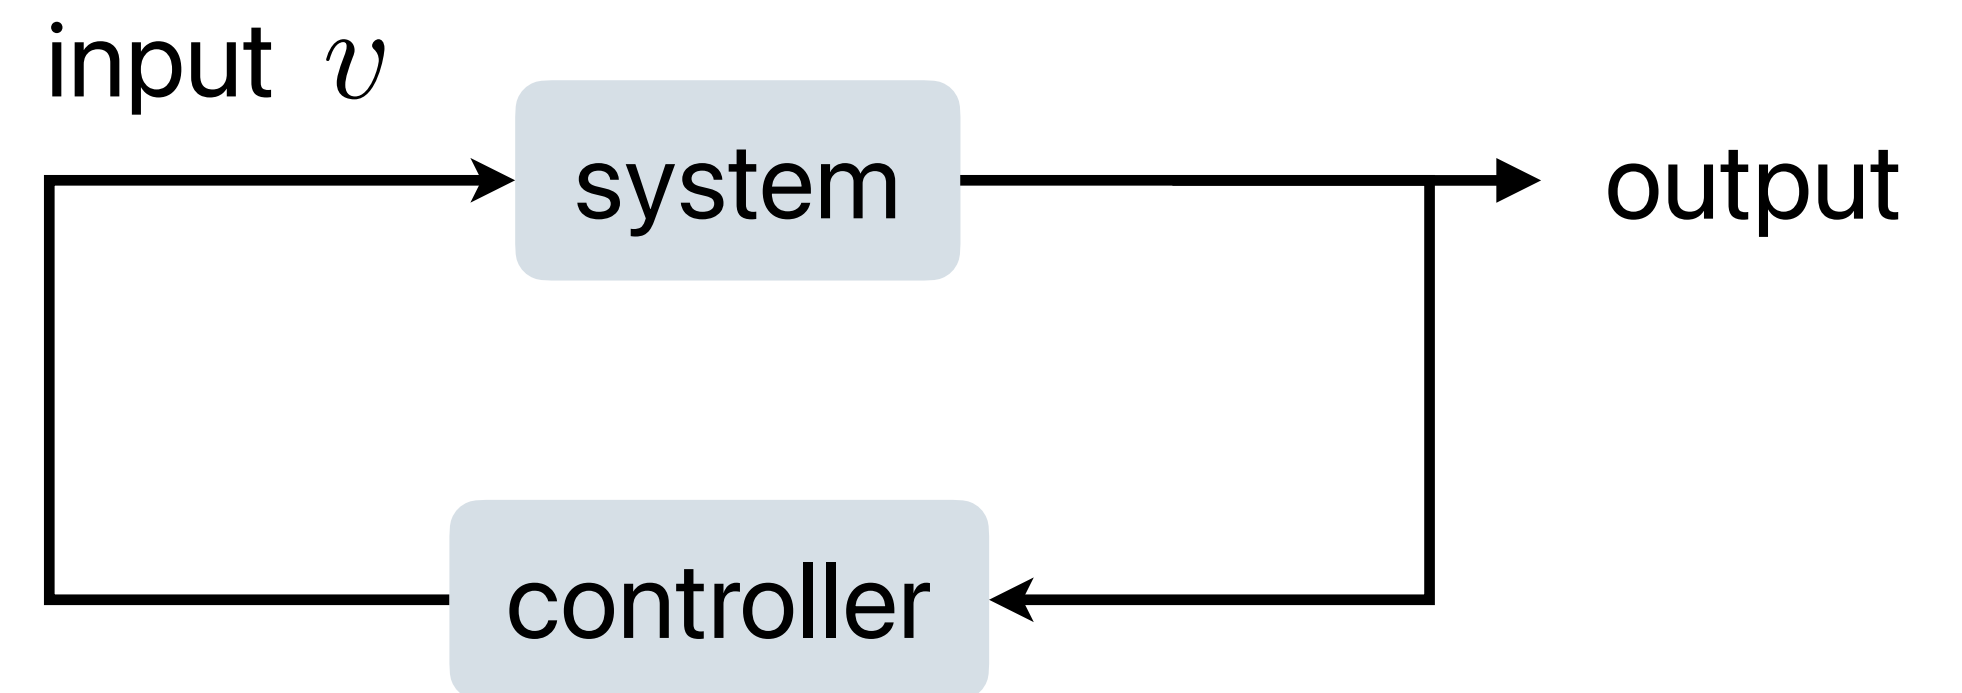 input v
system
output
controller